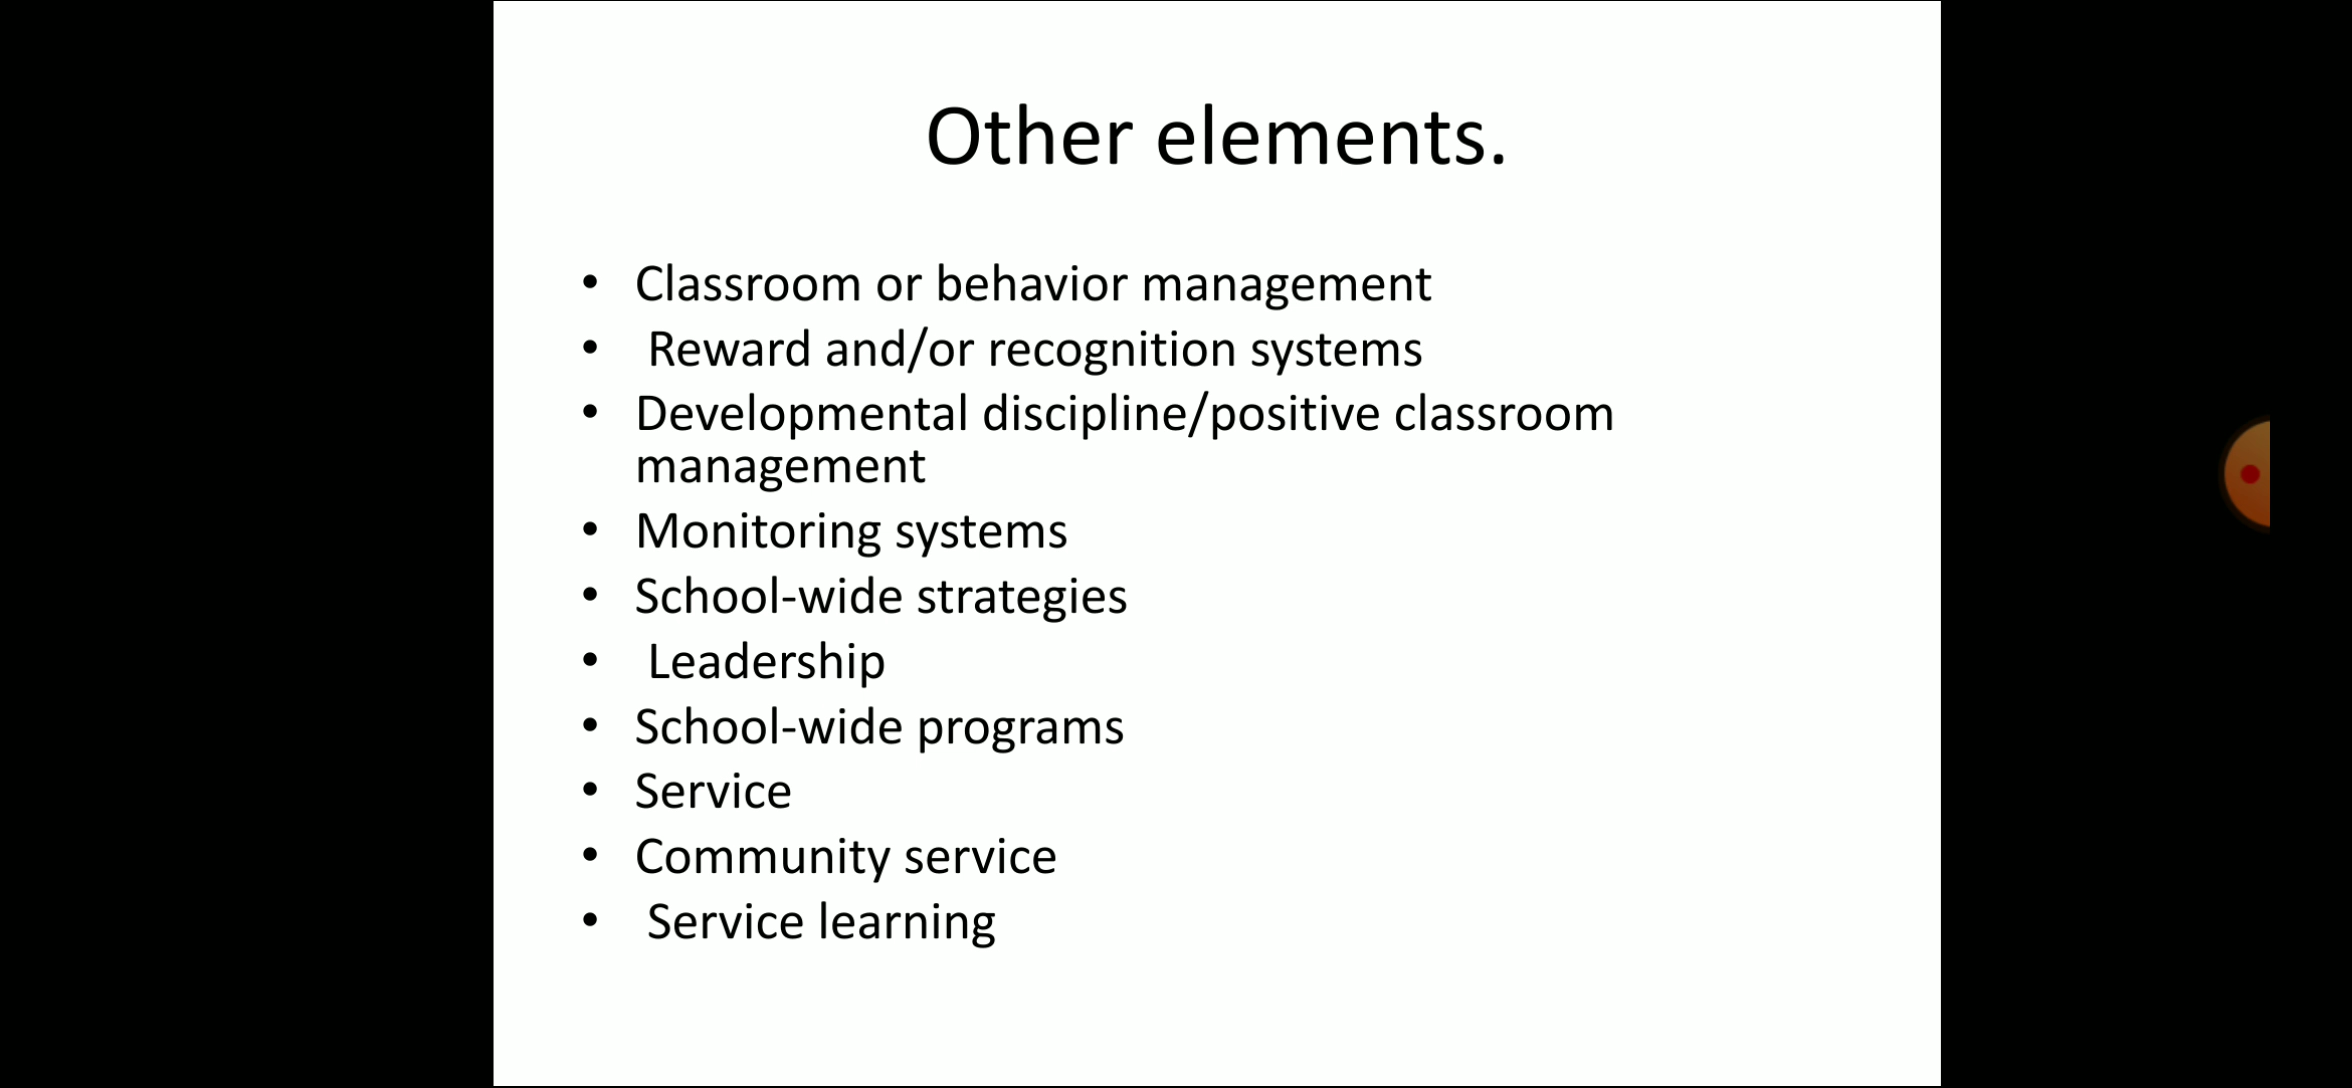 Other elements.
• Classroom or behavior management
• Reward and/or recognition systems
• Developmental discipline/positive classroom
management
• Monitoring systems
• School-wide strategies
• Leadership
• School-wide programs
• Service
• Community service
• Service learning